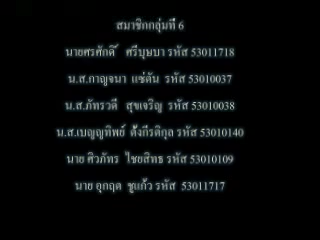 สมาชิกกลุ่มที่ 6
นายศรศักดิ์ ศรีบุษบา รหัส 53011718
น.ส.กาญจนา แซ่ตัน รหัส 53010037
น.ส.ภัทรวดี สุขเจริญ รหัส 53010038
น.ส.เบญญทิพย์ ตั้งกีรติกุล รหัส 53010140
นาย ศิวภัทร ไชยสิทธ รหัส 53010109
นาย อุกฤต ชูแก้ว รหัส 53011717